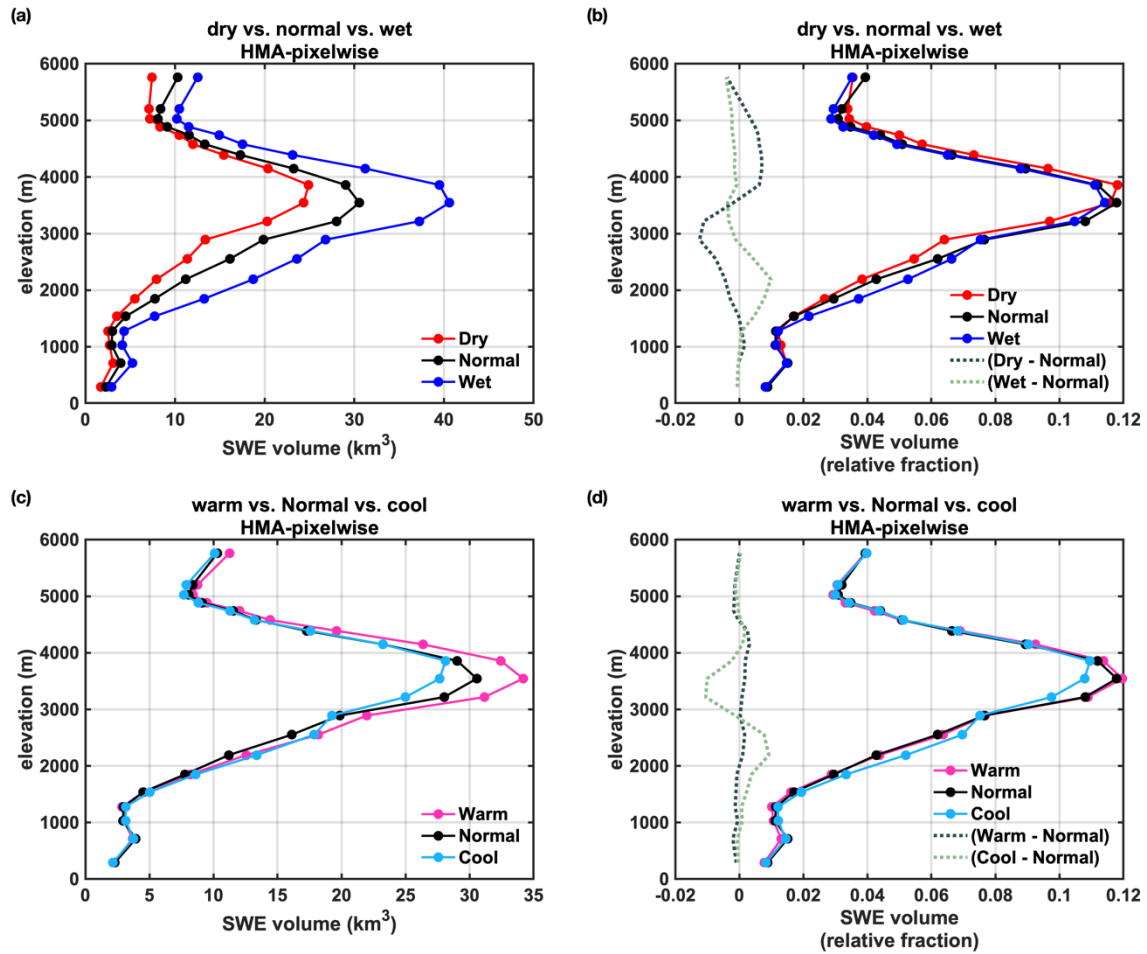 (a)
dry vs. normal vs. wet
HMA-pixelwise
6000
5000
4000
3000
2000
1000
0
elevation (m)
Dry
Normal
Wet
0 10 20 30 40 50
SWE volume (km³)
(b)
dry vs. normal vs. wet
HMA-pixelwise
6000
5000
4000
3000
2000
1000
0
elevation (m)
Dry
Normal
Wet
(Dry - Normal)
(Wet - Normal)
-0.02 0 0.02 0.04 0.06 0.08 0.1 0.12
SWE volume
(relative fraction)
(c)
warm vs. Normal vs. cool
HMA-pixelwise
6000
5000
4000
3000
2000
1000
0
elevation (m)
Warm
Normal
Cool
0 5 10 15 20 25 30 35
SWE volume (km³)
(d)
warm vs. Normal vs. cool
HMA-pixelwise
6000
5000
4000
3000
2000
1000
0
elevation (m)
Warm
Normal
Cool
(Warm - Normal)
(Cool - Normal)
-0.02 0 0.02 0.04 0.06 0.08 0.1 0.12
SWE volume
(relative fraction)